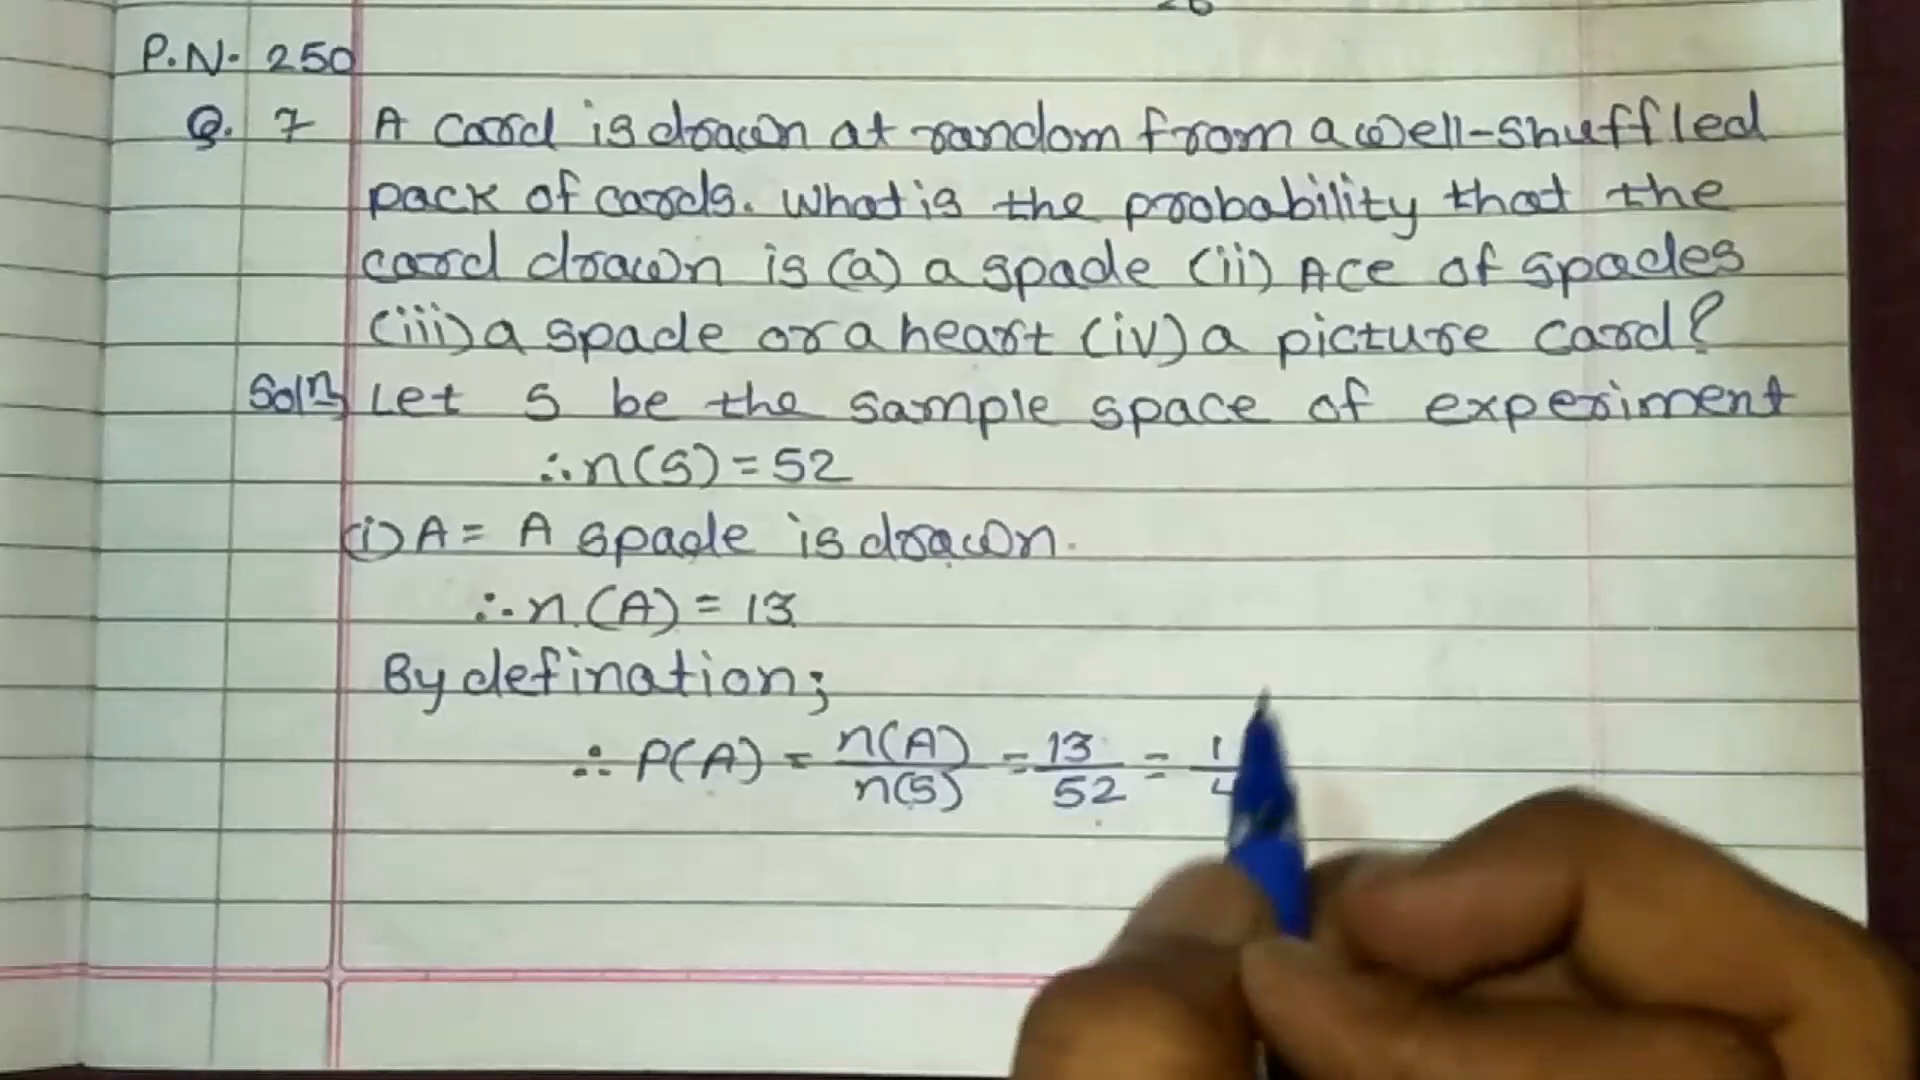 P.N. 250
Q. 7 A card is drawn at random from a well-shuffled
pack of cards. What is the probability that the
card drawn is (a) a spade (ii) Ace of spades
(iii) a spade or a heart (iv) a picture card?
Solⁿ Let S be the sample space of experiment
∴ n(S) = 52
(i) A = A spade is drawn.
∴ n(A) = 13
By defination;
∴ P(A) = n(A)/n(S) = 13/52 = 1/4